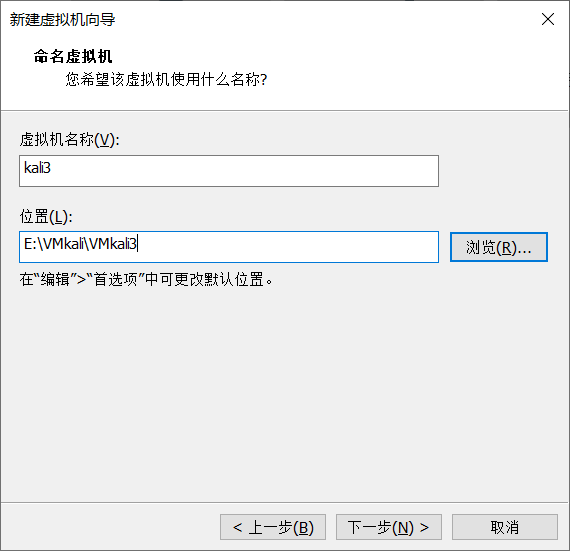 新建虚拟机向导
命名虚拟机
您希望该虚拟机使用什么名称?
虚拟机名称(V):
kali3
位置(L):
E:\VMkali\VMkali3
浏览(R)...
在“编辑”>“首选项”中可更改默认位置。
< 上一步(B)
下一步(N) >
取消